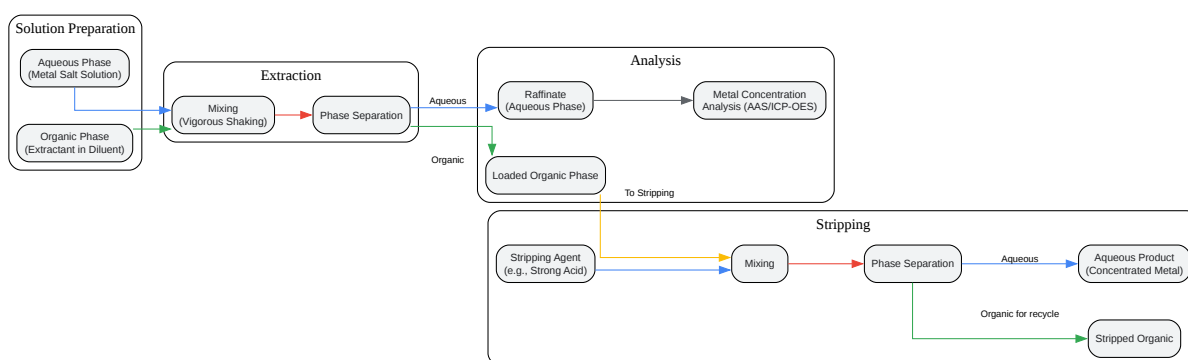 Solution Preparation
Aqueous Phase
(Metal Salt Solution)
Organic Phase
(Extractant in Diluent)
Extraction
Mixing
(Vigorous Shaking)
Phase Separation
Aqueous
Organic
Analysis
Raffinate
(Aqueous Phase)
Metal Concentration
Analysis (AAS/ICP-OES)
Loaded Organic Phase
To Stripping
Stripping
Stripping Agent
(e.g., Strong Acid)
Mixing
Phase Separation
Aqueous
Aqueous Product
(Concentrated Metal)
Organic for recycle
Stripped Organic